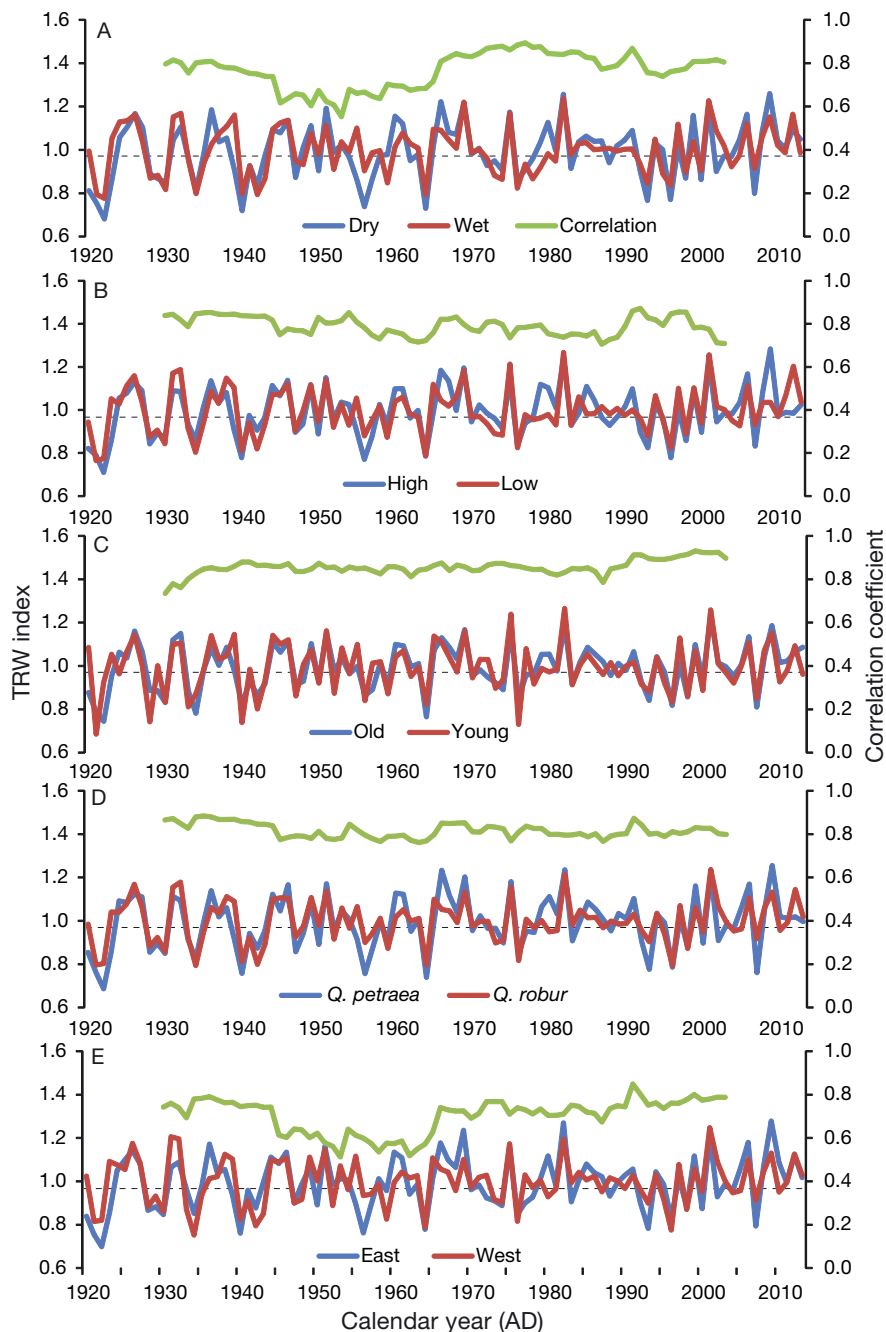 A
1.6 1.0
1.4 0.8
1.2 0.6
1.0 0.4
0.8 0.2
0.6 0.0
Dry Wet Correlation
1920 1930 1940 1950 1960 1970 1980 1990 2000 2010
B
1.6 1.0
1.4 0.8
1.2 0.6
1.0 0.4
0.8 0.2
0.6 0.0
High Low
1920 1930 1940 1950 1960 1970 1980 1990 2000 2010
C
1.6 1.0
1.4 0.8
1.2 0.6
1.0 0.4
0.8 0.2
0.6 0.0
Old Young
1920 1930 1940 1950 1960 1970 1980 1990 2000 2010
TRW index
Correlation coefficient
D
1.6 1.0
1.4 0.8
1.2 0.6
1.0 0.4
0.8 0.2
0.6 0.0
Q. petraea Q. robur
1920 1930 1940 1950 1960 1970 1980 1990 2000 2010
E
1.6 1.0
1.4 0.8
1.2 0.6
1.0 0.4
0.8 0.2
0.6 0.0
East West
1920 1930 1940 1950 1960 1970 1980 1990 2000 2010
Calendar year (AD)